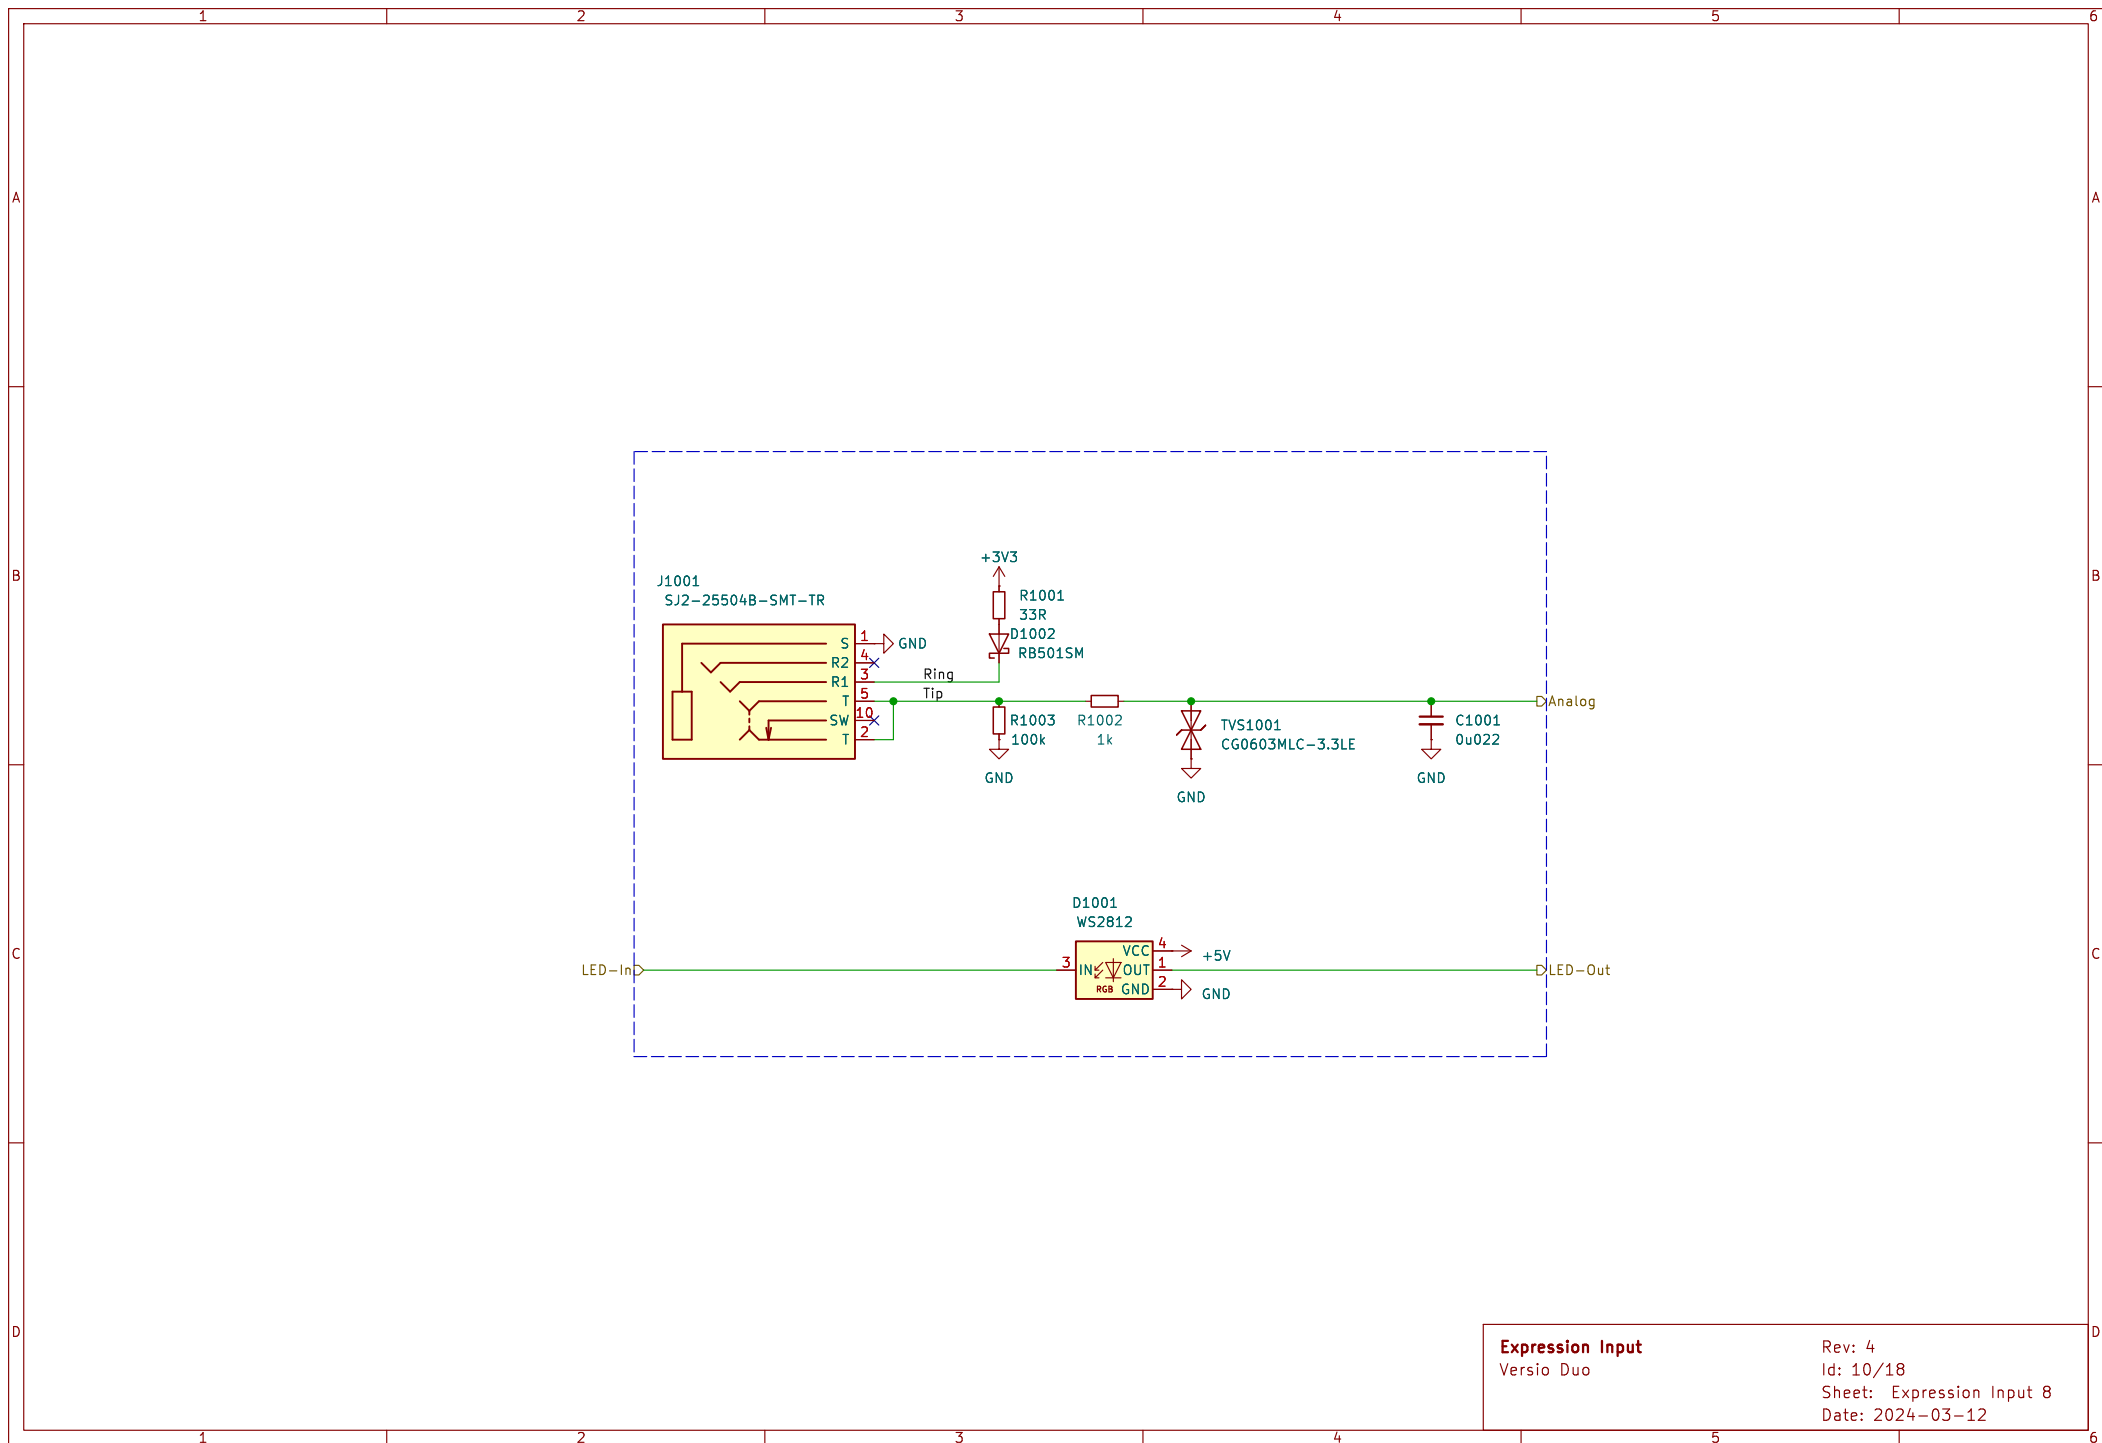 1 2 3 4 5 6
A A
+3V3
B B
J1001
SJ2-25504B-SMT-TR
R1001
33R
D1002
RB501SM
S 1 GND
R2 4
R1 3 Ring
T 5 Tip
SW 10
T 2
R1003
100k
GND
R1002
1k
TVS1001
CG0603MLC-3.3LE
GND
C1001
0u022
GND
Analog
D1001
WS2812
C C
VCC 4 +5V
LED-In 3 IN OUT 1 LED-Out
RGB GND 2 GND
D D
Expression Input
Versio Duo
Rev: 4
Id: 10/18
Sheet: Expression Input 8
Date: 2024-03-12
1 2 3 4 5 6